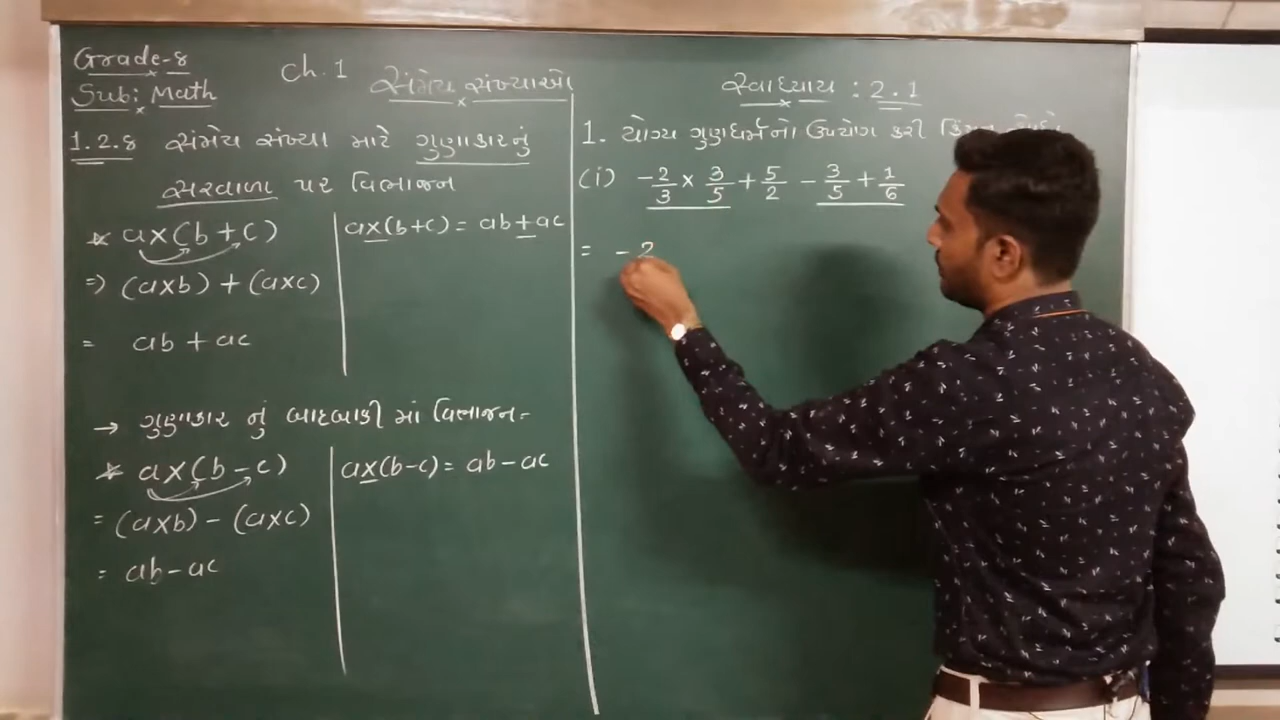 Grade-8
Sub: Math
Ch. 1 સંમેય સંખ્યાઓ
1.2.8 સંમેય સંખ્યા માટે ગુણાકારનું
સરવાળા પર વિભાજન
* a×(b+c)
⇒ (a×b) + (a×c)
= ab + ac
a×(b+c) = ab+ac
→ ગુણાકાર નું બાદબાકી માં વિભાજન-
* a×(b-c)
= (a×b) - (a×c)
= ab-ac
a×(b-c) = ab-ac
સ્વાધ્યાય : 2.1
1. યોગ્ય ગુણધર્મનો ઉપયોગ કરી
(i) -2/3 × 3/5 + 5/2 - 3/5 + 1/6
= -2